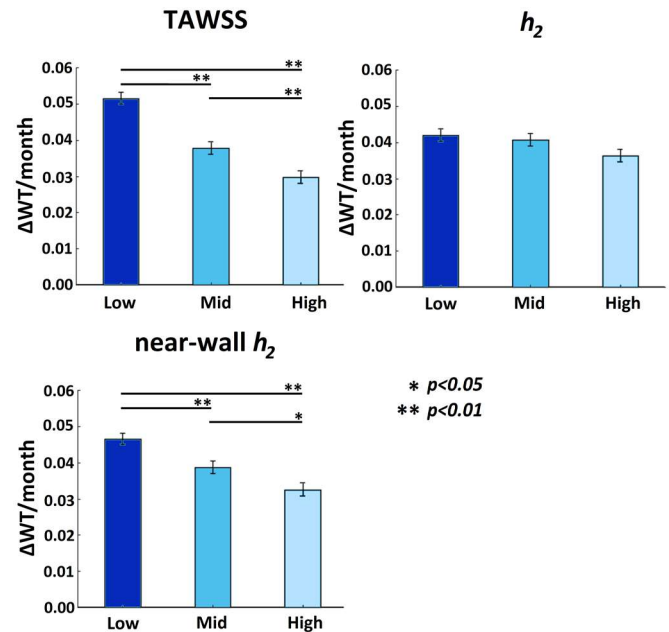 TAWSS
**
**
**
0.06
0.05
0.04
0.03
0.02
0.01
0.00
ΔWT/month
Low Mid High
h2
0.06
0.05
0.04
0.03
0.02
0.01
0.00
ΔWT/month
Low Mid High
near-wall h2
**
**
*
0.06
0.05
0.04
0.03
0.02
0.01
0.00
ΔWT/month
Low Mid High
* p<0.05
** p<0.01